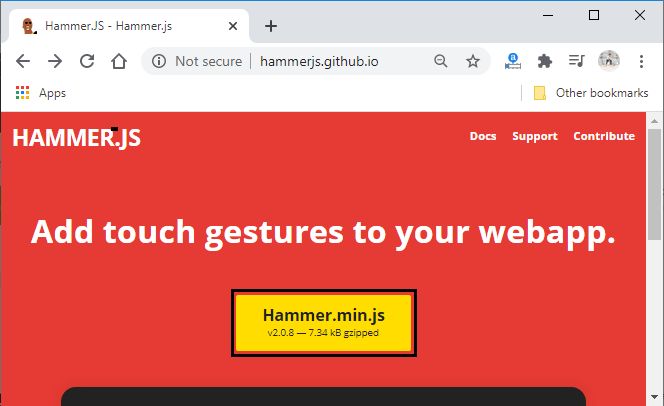 Hammer.JS - Hammer.js
Not secure
hammerjs.github.io
Apps
Other bookmarks
HAMMER.JS
Docs Support Contribute
Add touch gestures to your webapp.
Hammer.min.js
v2.0.8 — 7.34 kB gzipped